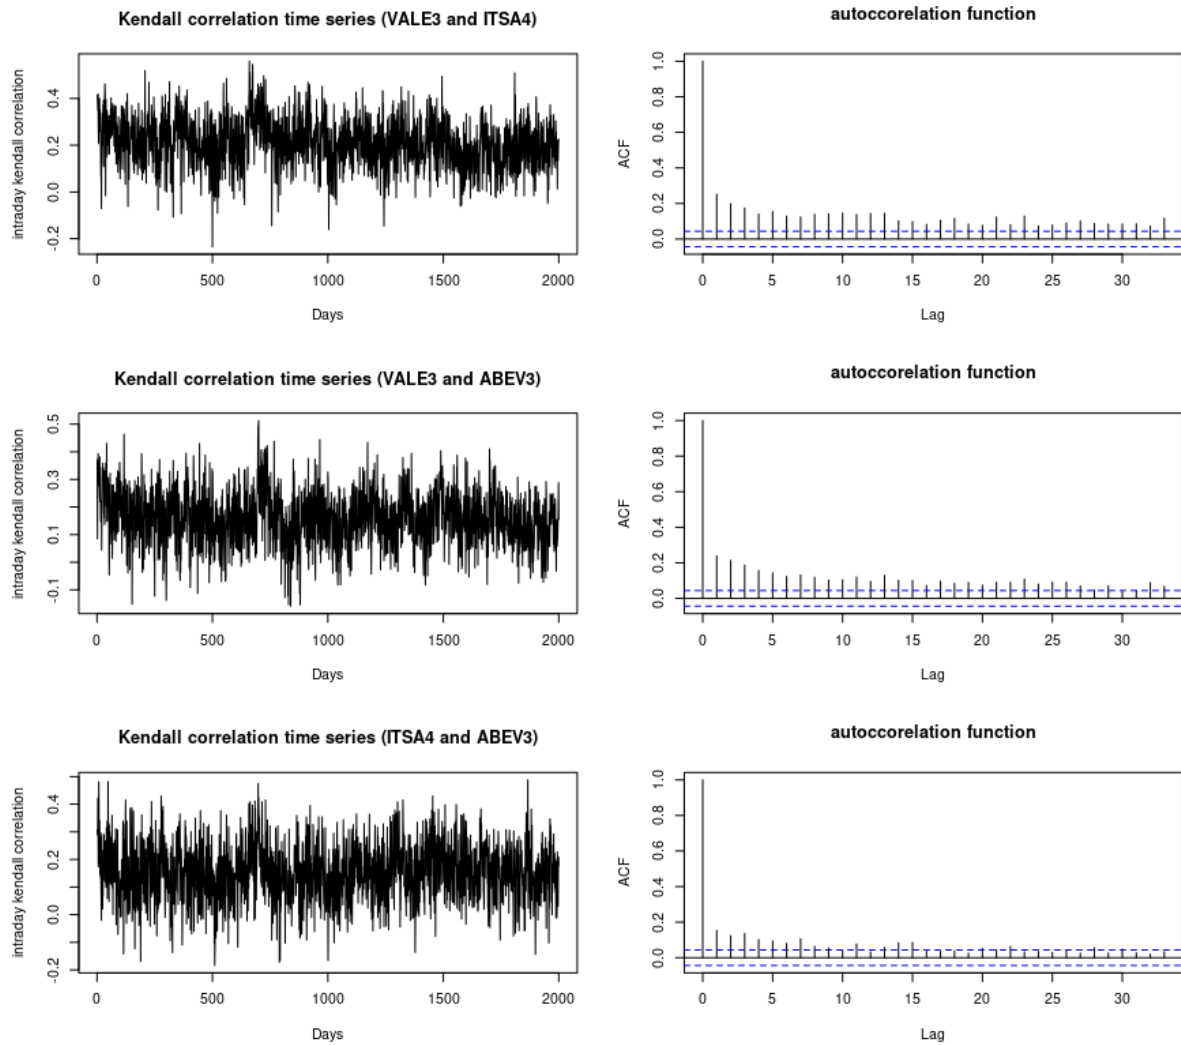 Kendall correlation time series (VALE3 and ITSA4)
intraday kendall correlation
0.4
0.2
0.0
-0.2
0 500 1000 1500 2000
Days
autoccorelation function
ACF
1.0
0.8
0.6
0.4
0.2
0.0
0 5 10 15 20 25 30
Lag
Kendall correlation time series (VALE3 and ABEV3)
intraday kendall correlation
0.5
0.3
0.1
-0.1
0 500 1000 1500 2000
Days
autoccorelation function
ACF
1.0
0.8
0.6
0.4
0.2
0.0
0 5 10 15 20 25 30
Lag
Kendall correlation time series (ITSA4 and ABEV3)
intraday kendall correlation
0.4
0.2
0.0
-0.2
0 500 1000 1500 2000
Days
autoccorelation function
ACF
1.0
0.8
0.6
0.4
0.2
0.0
0 5 10 15 20 25 30
Lag